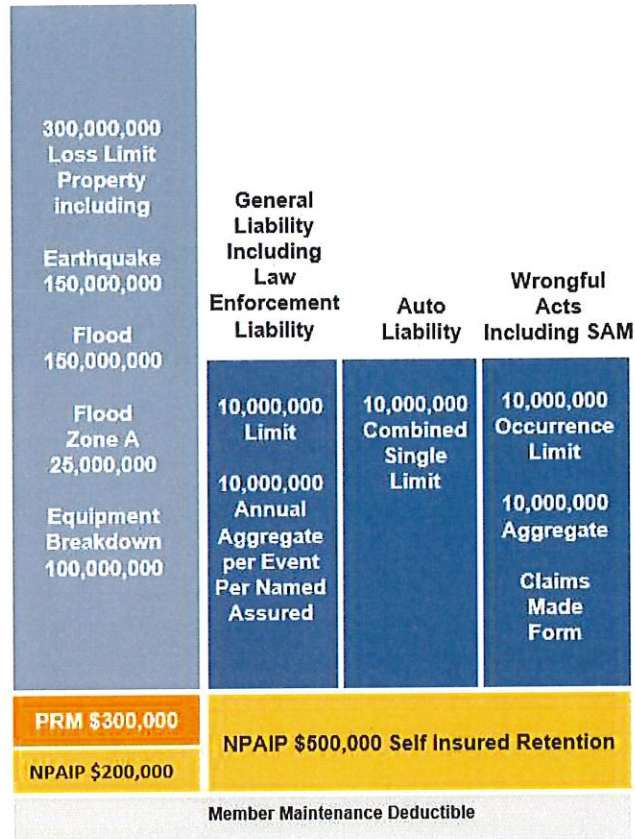 300,000,000
Loss Limit
Property
including
Earthquake
150,000,000
Flood
150,000,000
Flood
Zone A
25,000,000
Equipment
Breakdown
100,000,000
PRM $300,000
NPAIP $200,000
General
Liability
Including
Law
Enforcement
Liability
10,000,000
Limit
10,000,000
Annual
Aggregate
per Event
Per Named
Assured
Auto
Liability
10,000,000
Combined
Single
Limit
Wrongful
Acts
Including SAM
10,000,000
Occurrence
Limit
10,000,000
Aggregate
Claims
Made
Form
NPAIP $500,000 Self Insured Retention
Member Maintenance Deductible